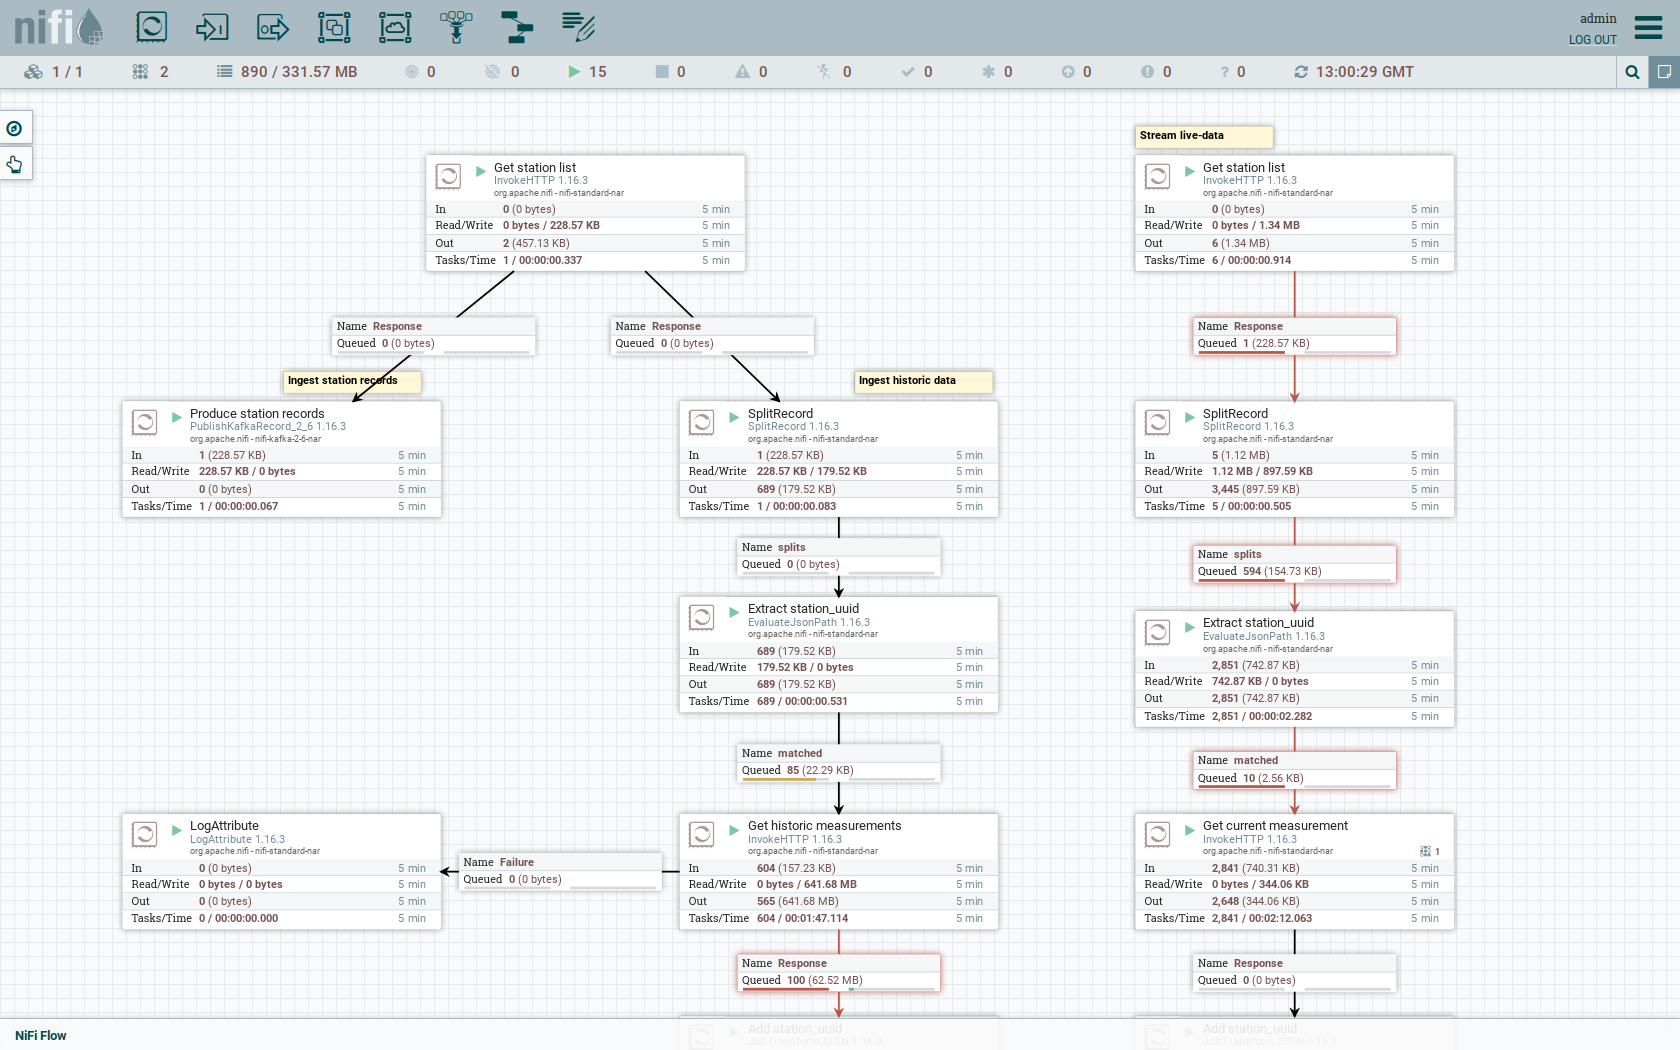 nifi
admin
LOG OUT
1 / 1
2
890 / 331.57 MB
0
0
15
0
0
0
0
0
0
0
? 0
13:00:29 GMT
Stream live-data
Get station list
InvokeHTTP 1.16.3
org.apache.nifi - nifi-standard-nar
In 0 (0 bytes) 5 min
Read/Write 0 bytes / 228.57 KB 5 min
Out 2 (457.13 KB) 5 min
Tasks/Time 1 / 00:00:00.337 5 min
Get station list
InvokeHTTP 1.16.3
org.apache.nifi - nifi-standard-nar
In 0 (0 bytes) 5 min
Read/Write 0 bytes / 1.34 MB 5 min
Out 6 (1.34 MB) 5 min
Tasks/Time 6 / 00:00:00.914 5 min
Name Response
Queued 0 (0 bytes)
Name Response
Queued 0 (0 bytes)
Name Response
Queued 1 (228.57 KB)
Ingest station records
Ingest historic data
Produce station records
PublishKafkaRecord_2_6 1.16.3
org.apache.nifi - nifi-kafka-2-6-nar
In 1 (228.57 KB) 5 min
Read/Write 228.57 KB / 0 bytes 5 min
Out 0 (0 bytes) 5 min
Tasks/Time 1 / 00:00:00.067 5 min
SplitRecord
SplitRecord 1.16.3
org.apache.nifi - nifi-standard-nar
In 1 (228.57 KB) 5 min
Read/Write 228.57 KB / 179.52 KB 5 min
Out 689 (179.52 KB) 5 min
Tasks/Time 1 / 00:00:00.083 5 min
SplitRecord
SplitRecord 1.16.3
org.apache.nifi - nifi-standard-nar
In 5 (1.12 MB) 5 min
Read/Write 1.12 MB / 897.59 KB 5 min
Out 3,445 (897.59 KB) 5 min
Tasks/Time 5 / 00:00:00.505 5 min
Name splits
Queued 0 (0 bytes)
Name splits
Queued 594 (154.73 KB)
Extract station_uuid
EvaluateJsonPath 1.16.3
org.apache.nifi - nifi-standard-nar
In 689 (179.52 KB) 5 min
Read/Write 179.52 KB / 0 bytes 5 min
Out 689 (179.52 KB) 5 min
Tasks/Time 689 / 00:00:00.531 5 min
Extract station_uuid
EvaluateJsonPath 1.16.3
org.apache.nifi - nifi-standard-nar
In 2,851 (742.87 KB) 5 min
Read/Write 742.87 KB / 0 bytes 5 min
Out 2,851 (742.87 KB) 5 min
Tasks/Time 2,851 / 00:00:02.282 5 min
Name matched
Queued 85 (22.29 KB)
Name matched
Queued 10 (2.56 KB)
LogAttribute
LogAttribute 1.16.3
org.apache.nifi - nifi-standard-nar
In 0 (0 bytes) 5 min
Read/Write 0 bytes / 0 bytes 5 min
Out 0 (0 bytes) 5 min
Tasks/Time 0 / 00:00:00.000 5 min
Name Failure
Queued 0 (0 bytes)
Get historic measurements
InvokeHTTP 1.16.3
org.apache.nifi - nifi-standard-nar
In 604 (157.23 KB) 5 min
Read/Write 0 bytes / 641.68 MB 5 min
Out 565 (641.68 MB) 5 min
Tasks/Time 604 / 00:01:47.114 5 min
Get current measurement
InvokeHTTP 1.16.3
org.apache.nifi - nifi-standard-nar
1
In 2,841 (740.31 KB) 5 min
Read/Write 0 bytes / 344.06 KB 5 min
Out 2,648 (344.06 KB) 5 min
Tasks/Time 2,841 / 00:02:12.063 5 min
Name Response
Queued 100 (62.52 MB)
Name Response
Queued 0 (0 bytes)
Add station_uuid
JoltTransformJSON 1.16.3
Add station_uuid
JoltTransformJSON 1.16.3
NiFi Flow